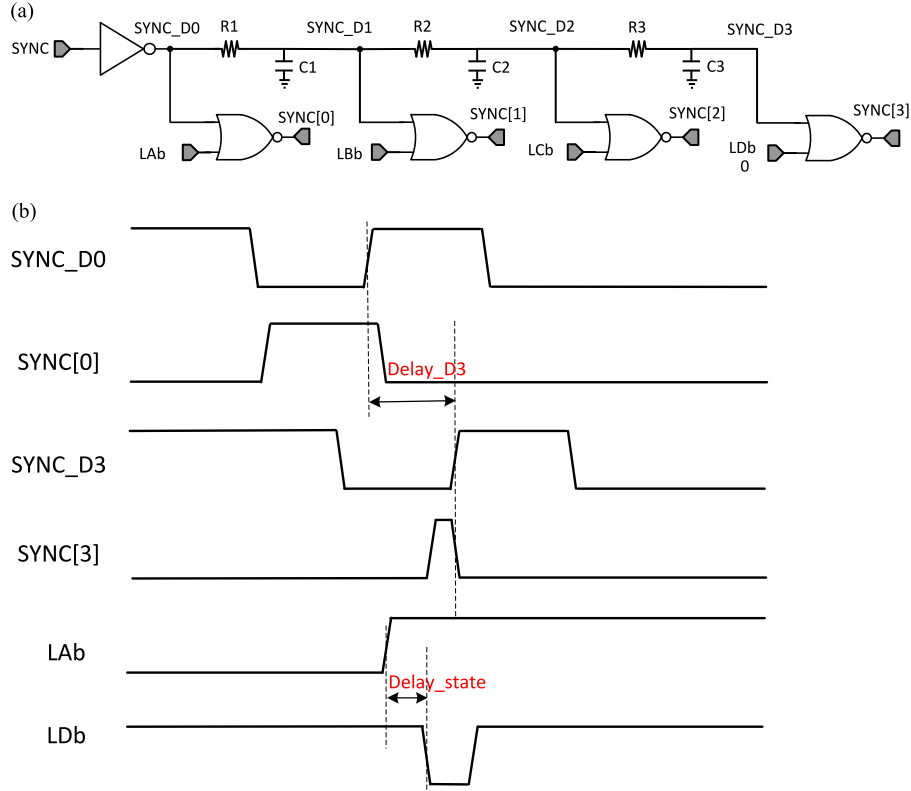 (a)
SYNC
SYNC_D0
R1
C1
SYNC_D1
R2
C2
SYNC_D2
R3
C3
SYNC_D3
LAb
SYNC[0]
LBb
SYNC[1]
LCb
SYNC[2]
LDb
0
SYNC[3]
(b)
SYNC_D0
SYNC[0]
Delay_D3
SYNC_D3
SYNC[3]
LAb
Delay_state
LDb